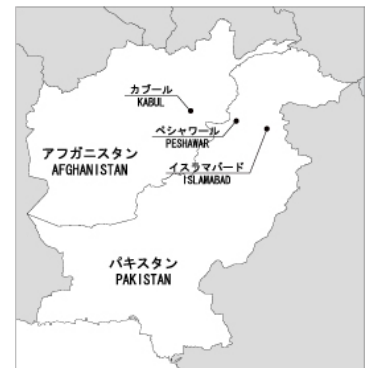 カブール
KABUL
ペシャワール
PESHAWAR
イスラマバード
ISLAMABAD
アフガニスタン
AFGHANISTAN
パキスタン
PAKISTAN